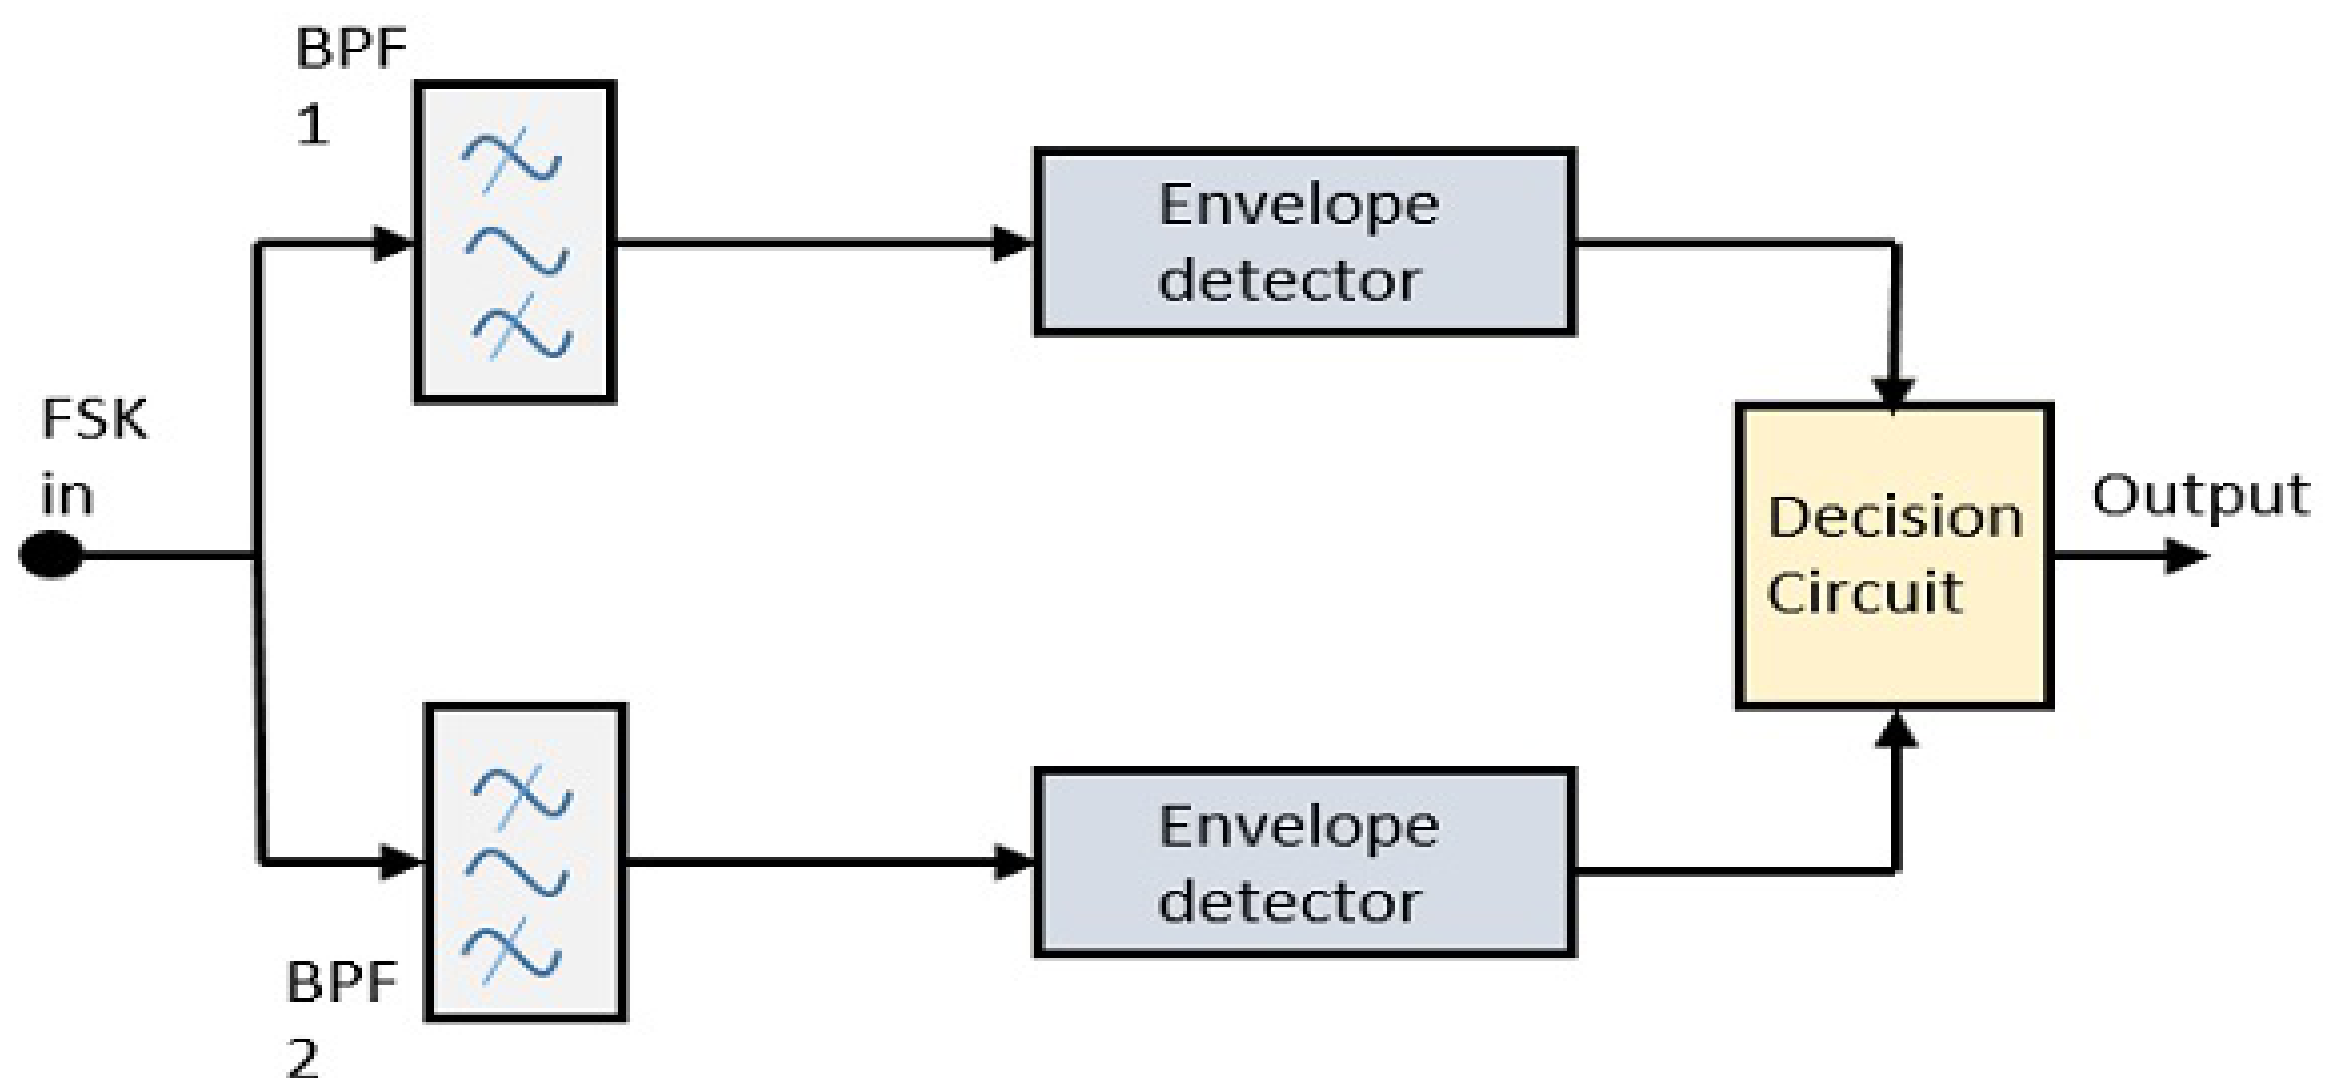 BPF
1
Envelope
detector
FSK
in
Decision
Circuit
Output
Envelope
detector
BPF
2